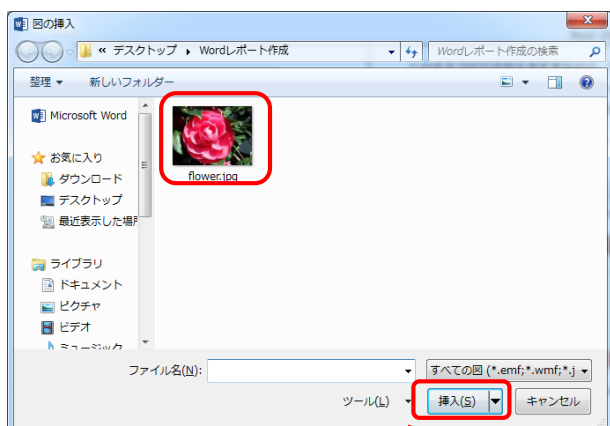 図の挿入
« デスクトップ ▸ Wordレポート作成
Wordレポート作成の検索
整理 ▼ 新しいフォルダー
Microsoft Word
お気に入り
ダウンロード
デスクトップ
最近表示した場所
ライブラリ
ドキュメント
ピクチャ
ビデオ
ミュージック
flower.jpg
ファイル名(N):
すべての図 (*.emf;*.wmf;*.j
ツール(L)
挿入(S)
キャンセル